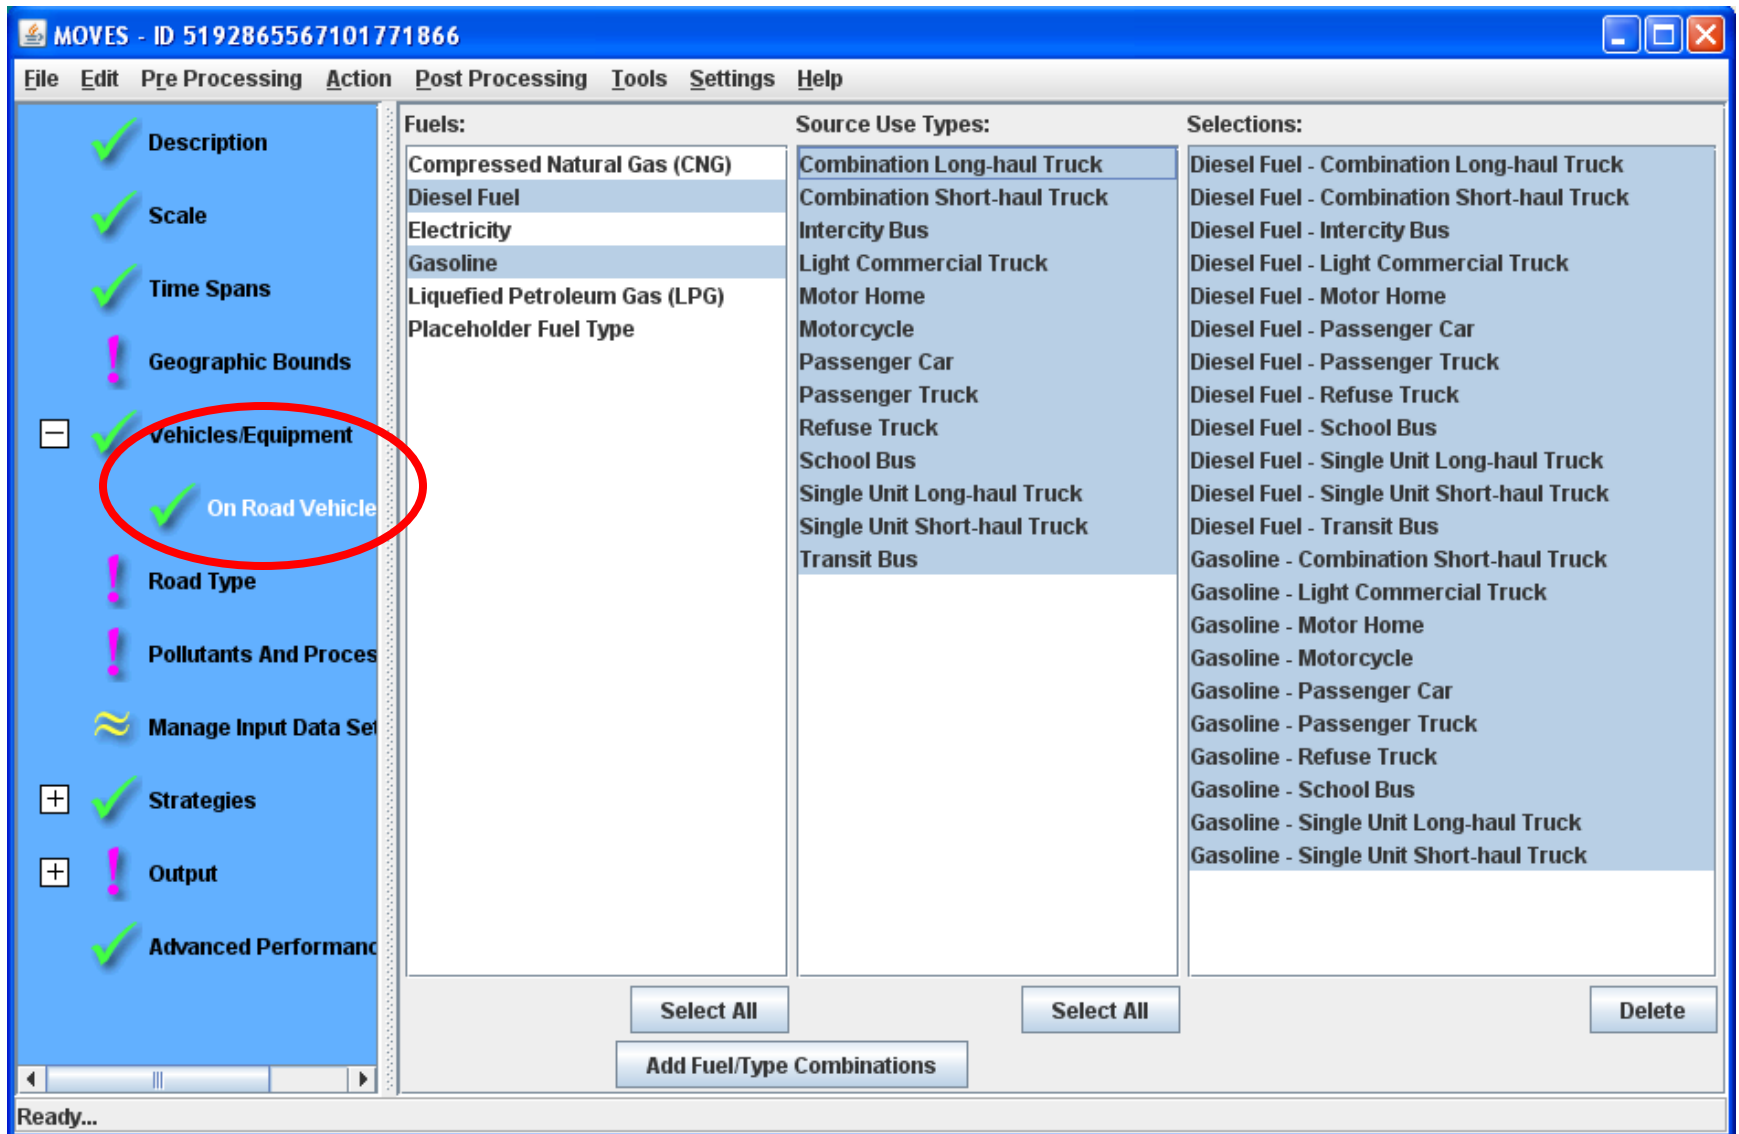 MOVES - ID 5192865567101771866
File Edit Pre Processing Action Post Processing Tools Settings Help
Description
Scale
Time Spans
Geographic Bounds
Vehicles/Equipment
On Road Vehicle
Road Type
Pollutants And Proces
Manage Input Data Set
Strategies
Output
Advanced Performanc
Fuels:
Compressed Natural Gas (CNG)
Diesel Fuel
Electricity
Gasoline
Liquefied Petroleum Gas (LPG)
Placeholder Fuel Type
Select All
Source Use Types:
Combination Long-haul Truck
Combination Short-haul Truck
Intercity Bus
Light Commercial Truck
Motor Home
Motorcycle
Passenger Car
Passenger Truck
Refuse Truck
School Bus
Single Unit Long-haul Truck
Single Unit Short-haul Truck
Transit Bus
Select All
Selections:
Diesel Fuel - Combination Long-haul Truck
Diesel Fuel - Combination Short-haul Truck
Diesel Fuel - Intercity Bus
Diesel Fuel - Light Commercial Truck
Diesel Fuel - Motor Home
Diesel Fuel - Passenger Car
Diesel Fuel - Passenger Truck
Diesel Fuel - Refuse Truck
Diesel Fuel - School Bus
Diesel Fuel - Single Unit Long-haul Truck
Diesel Fuel - Single Unit Short-haul Truck
Diesel Fuel - Transit Bus
Gasoline - Combination Short-haul Truck
Gasoline - Light Commercial Truck
Gasoline - Motor Home
Gasoline - Motorcycle
Gasoline - Passenger Car
Gasoline - Passenger Truck
Gasoline - Refuse Truck
Gasoline - School Bus
Gasoline - Single Unit Long-haul Truck
Gasoline - Single Unit Short-haul Truck
Delete
Add Fuel/Type Combinations
Ready...